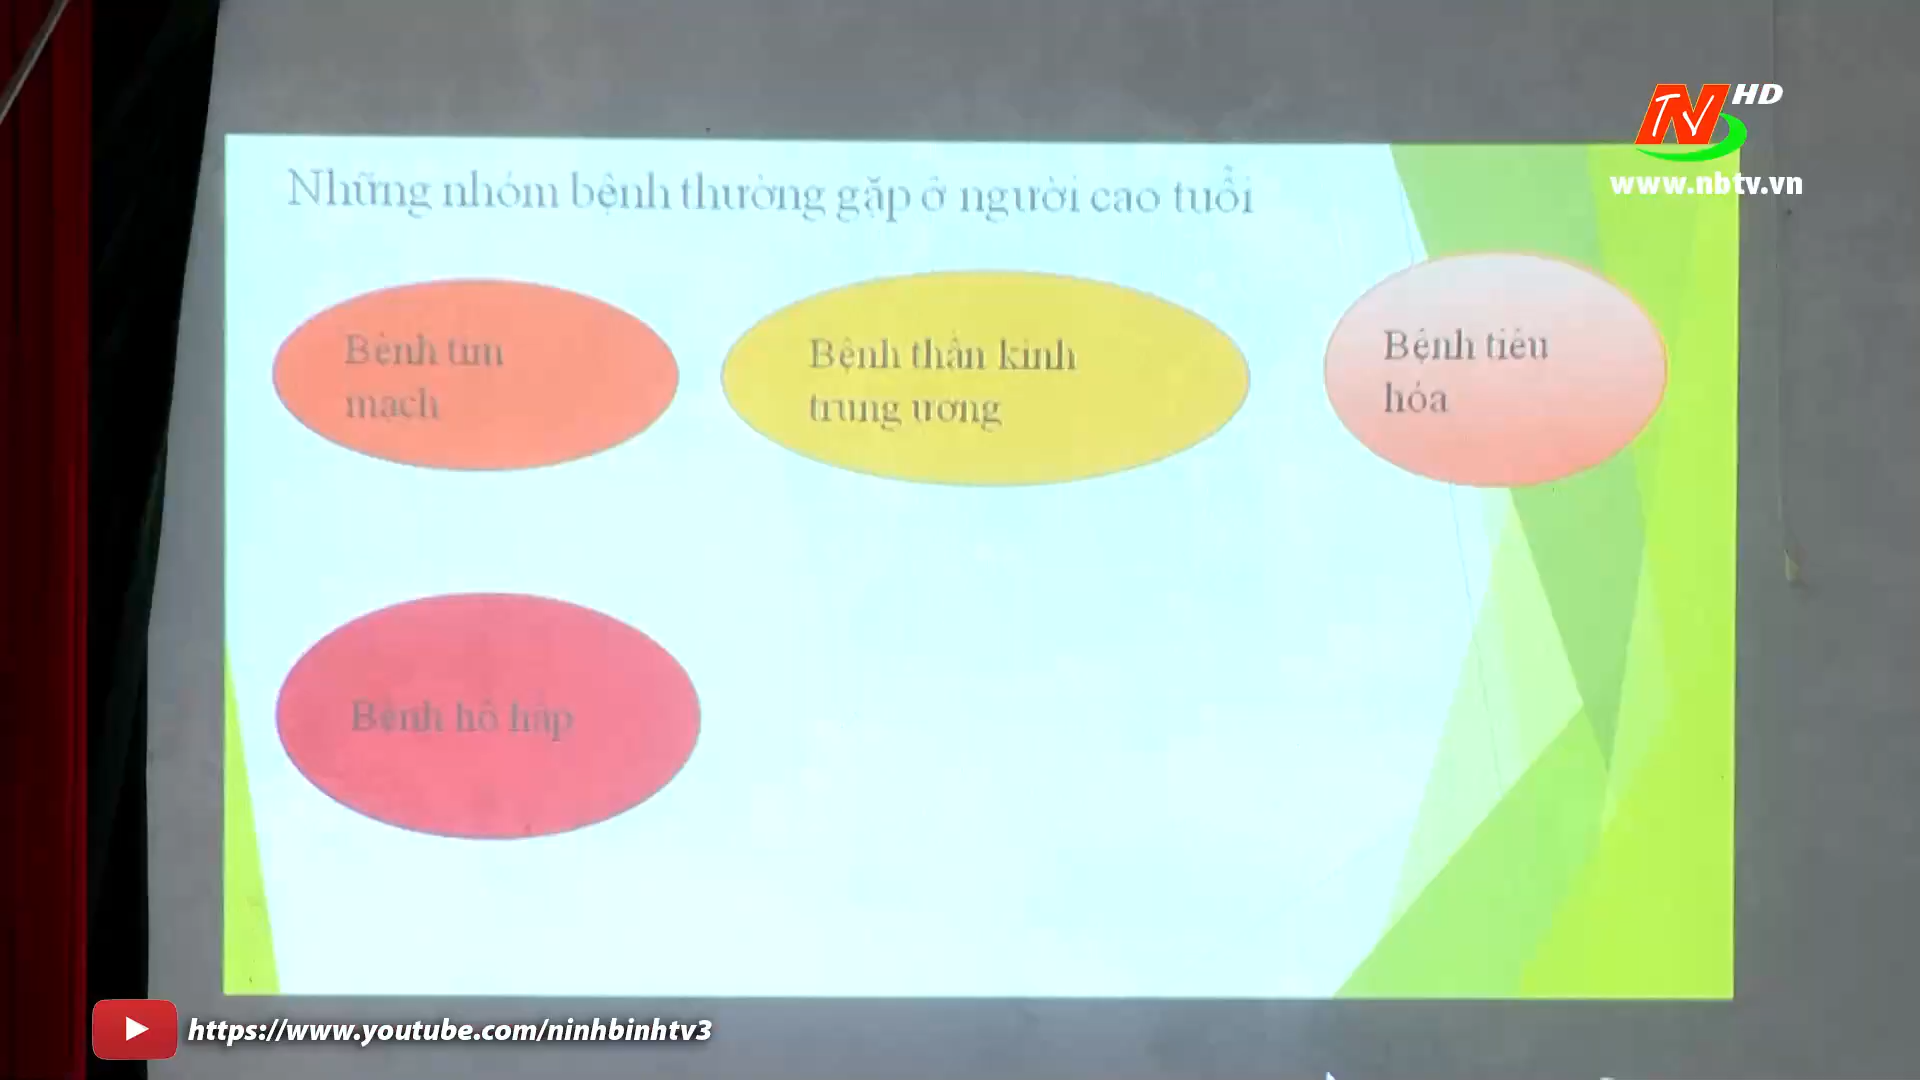 NTV HD
www.nbtv.vn
Những nhóm bệnh thường gặp ở người cao tuổi
Bệnh tim
mạch
Bệnh thần kinh
trung ương
Bệnh tiêu
hóa
Bệnh hô hấp
https://www.youtube.com/ninhbinhtv3